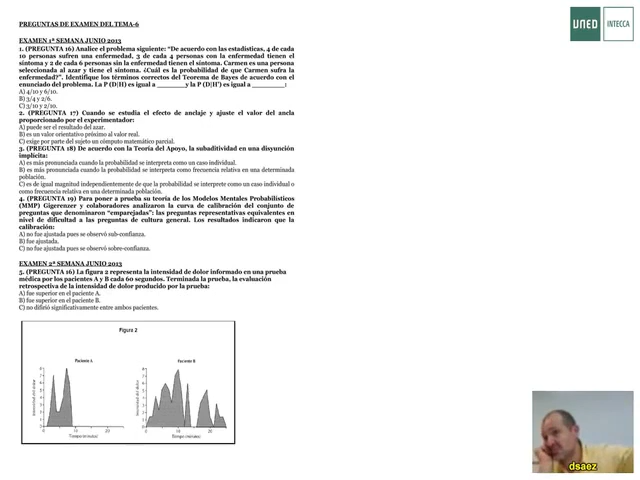 PREGUNTAS DE EXAMEN DEL TEMA-6
EXAMEN 1ª SEMANA JUNIO 2013
1. (PREGUNTA 16) Analice el problema siguiente: "De acuerdo con las estadísticas, 4 de cada
10 personas sufren una enfermedad, 3 de cada 4 personas con la enfermedad tienen el
síntoma y 2 de cada 6 personas sin la enfermedad tienen el síntoma. Carmen es una persona
seleccionada al azar y tiene el síntoma. ¿Cuál es la probabilidad de que Carmen sufra la
enfermedad?". Identifique los términos correctos del Teorema de Bayes de acuerdo con el
enunciado del problema. La P (D|H) es igual a ________ y la P (D|H') es igual a _________:
A) 4/10 y 6/10.
B) 3/4 y 2/6.
C) 3/10 y 2/10.
2. (PREGUNTA 17) Cuando se estudia el efecto de anclaje y ajuste el valor del ancla
proporcionado por el experimentador:
A) puede ser el resultado del azar.
B) es un valor orientativo próximo al valor real.
C) exige por parte del sujeto un cómputo matemático parcial.
3. (PREGUNTA 18) De acuerdo con la Teoría del Apoyo, la subaditividad en una disyunción
implícita:
A) es más pronunciada cuando la probabilidad se interpreta como un caso individual.
B) es más pronunciada cuando la probabilidad se interpreta como frecuencia relativa en una determinada
población.
C) es de igual magnitud independientemente de que la probabilidad se interprete como un caso individual o
como frecuencia relativa en una determinada población.
4. (PREGUNTA 19) Para poner a prueba su teoría de los Modelos Mentales Probabilísticos
(MMP) Gigerenzer y colaboradores analizaron la curva de calibración del conjunto de
preguntas que denominaron "emparejadas": las preguntas representativas equivalentes en
nivel de dificultad a las preguntas de cultura general. Los resultados indicaron que la
calibración:
A) no fue ajustada pues se observó sub-confianza.
B) fue ajustada.
C) no fue ajustada pues se observó sobre-confianza.
EXAMEN 2ª SEMANA JUNIO 2013
5. (PREGUNTA 16) La figura 2 representa la intensidad de dolor informado en una prueba
médica por los pacientes A y B cada 60 segundos. Terminada la prueba, la evaluación
retrospectiva de la intensidad de dolor producido por la prueba:
A) fue superior en el paciente A.
B) fue superior en el paciente B.
C) no difirió significativamente entre ambos pacientes.
Figura 2
Paciente A
Paciente B
Intensidad del dolor
Tiempo (minutos)
Intensidad del dolor
Tiempo (minutos)
UNED
INTECCA
dsaez